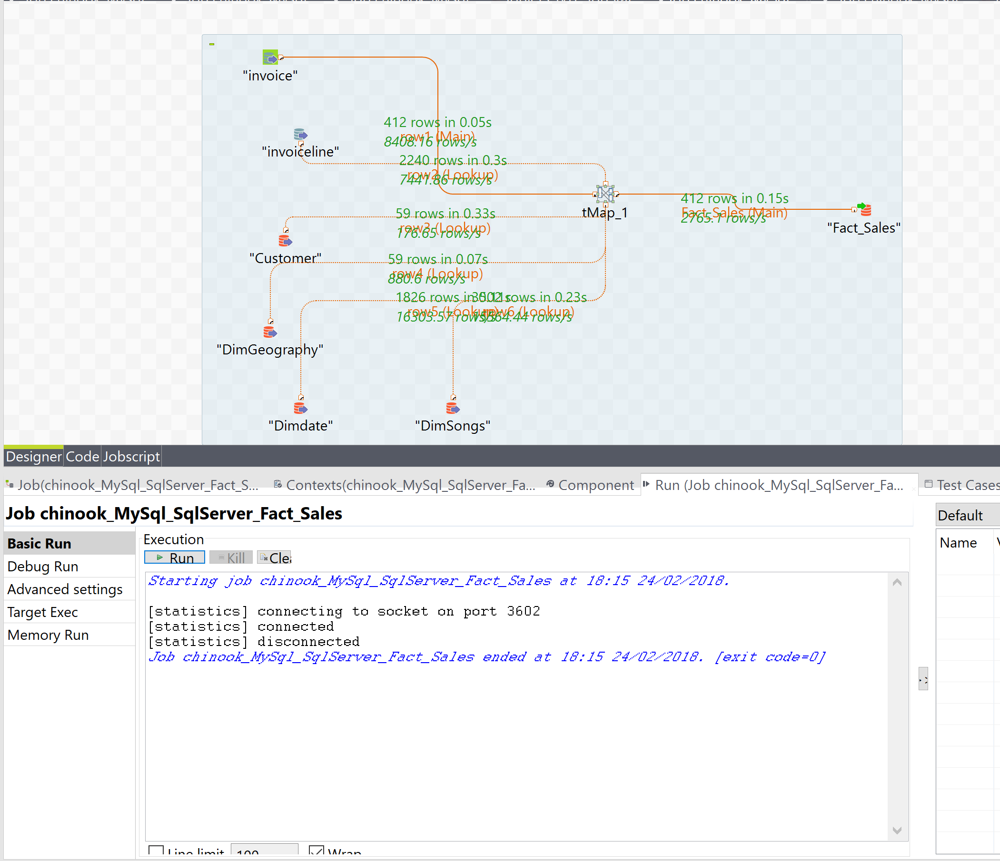 "invoice"
412 rows in 0.05s
row1 (Main)
8408.16 rows/s
"invoiceline"
2240 rows in 0.3s
row2 (Lookup)
7441.86 rows/s
412 rows in 0.15s
Fact_Sales (Main)
2765.1 rows/s
tMap_1
"Fact_Sales"
59 rows in 0.33s
row3 (Lookup)
176.65 rows/s
"Customer"
59 rows in 0.07s
row4 (Lookup)
880.6 rows/s
1826 rows in 0.11s
row5 (Lookup)
16303.57 rows/s
rows in 0.23s
row6 (Lookup)
rows/s
"DimGeography"
"Dimdate"
"DimSongs"
Designer Code Jobscript
Job(chinook_MySql_SqlServer_Fact_S... Contexts(chinook_MySql_SqlServer_Fa... Component Run (Job chinook_MySql_SqlServer_Fa... Test Cases
Job chinook_MySql_SqlServer_Fact_Sales
Default
Basic Run
Execution
Name
Run Kill Clea
Debug Run
Advanced settings
Target Exec
Memory Run
Starting job chinook_MySql_SqlServer_Fact_Sales at 18:15 24/02/2018.
[statistics] connecting to socket on port 3602
[statistics] connected
[statistics] disconnected
Job chinook_MySql_SqlServer_Fact_Sales ended at 18:15 24/02/2018. [exit code=0]
Line limit 100 Wrap